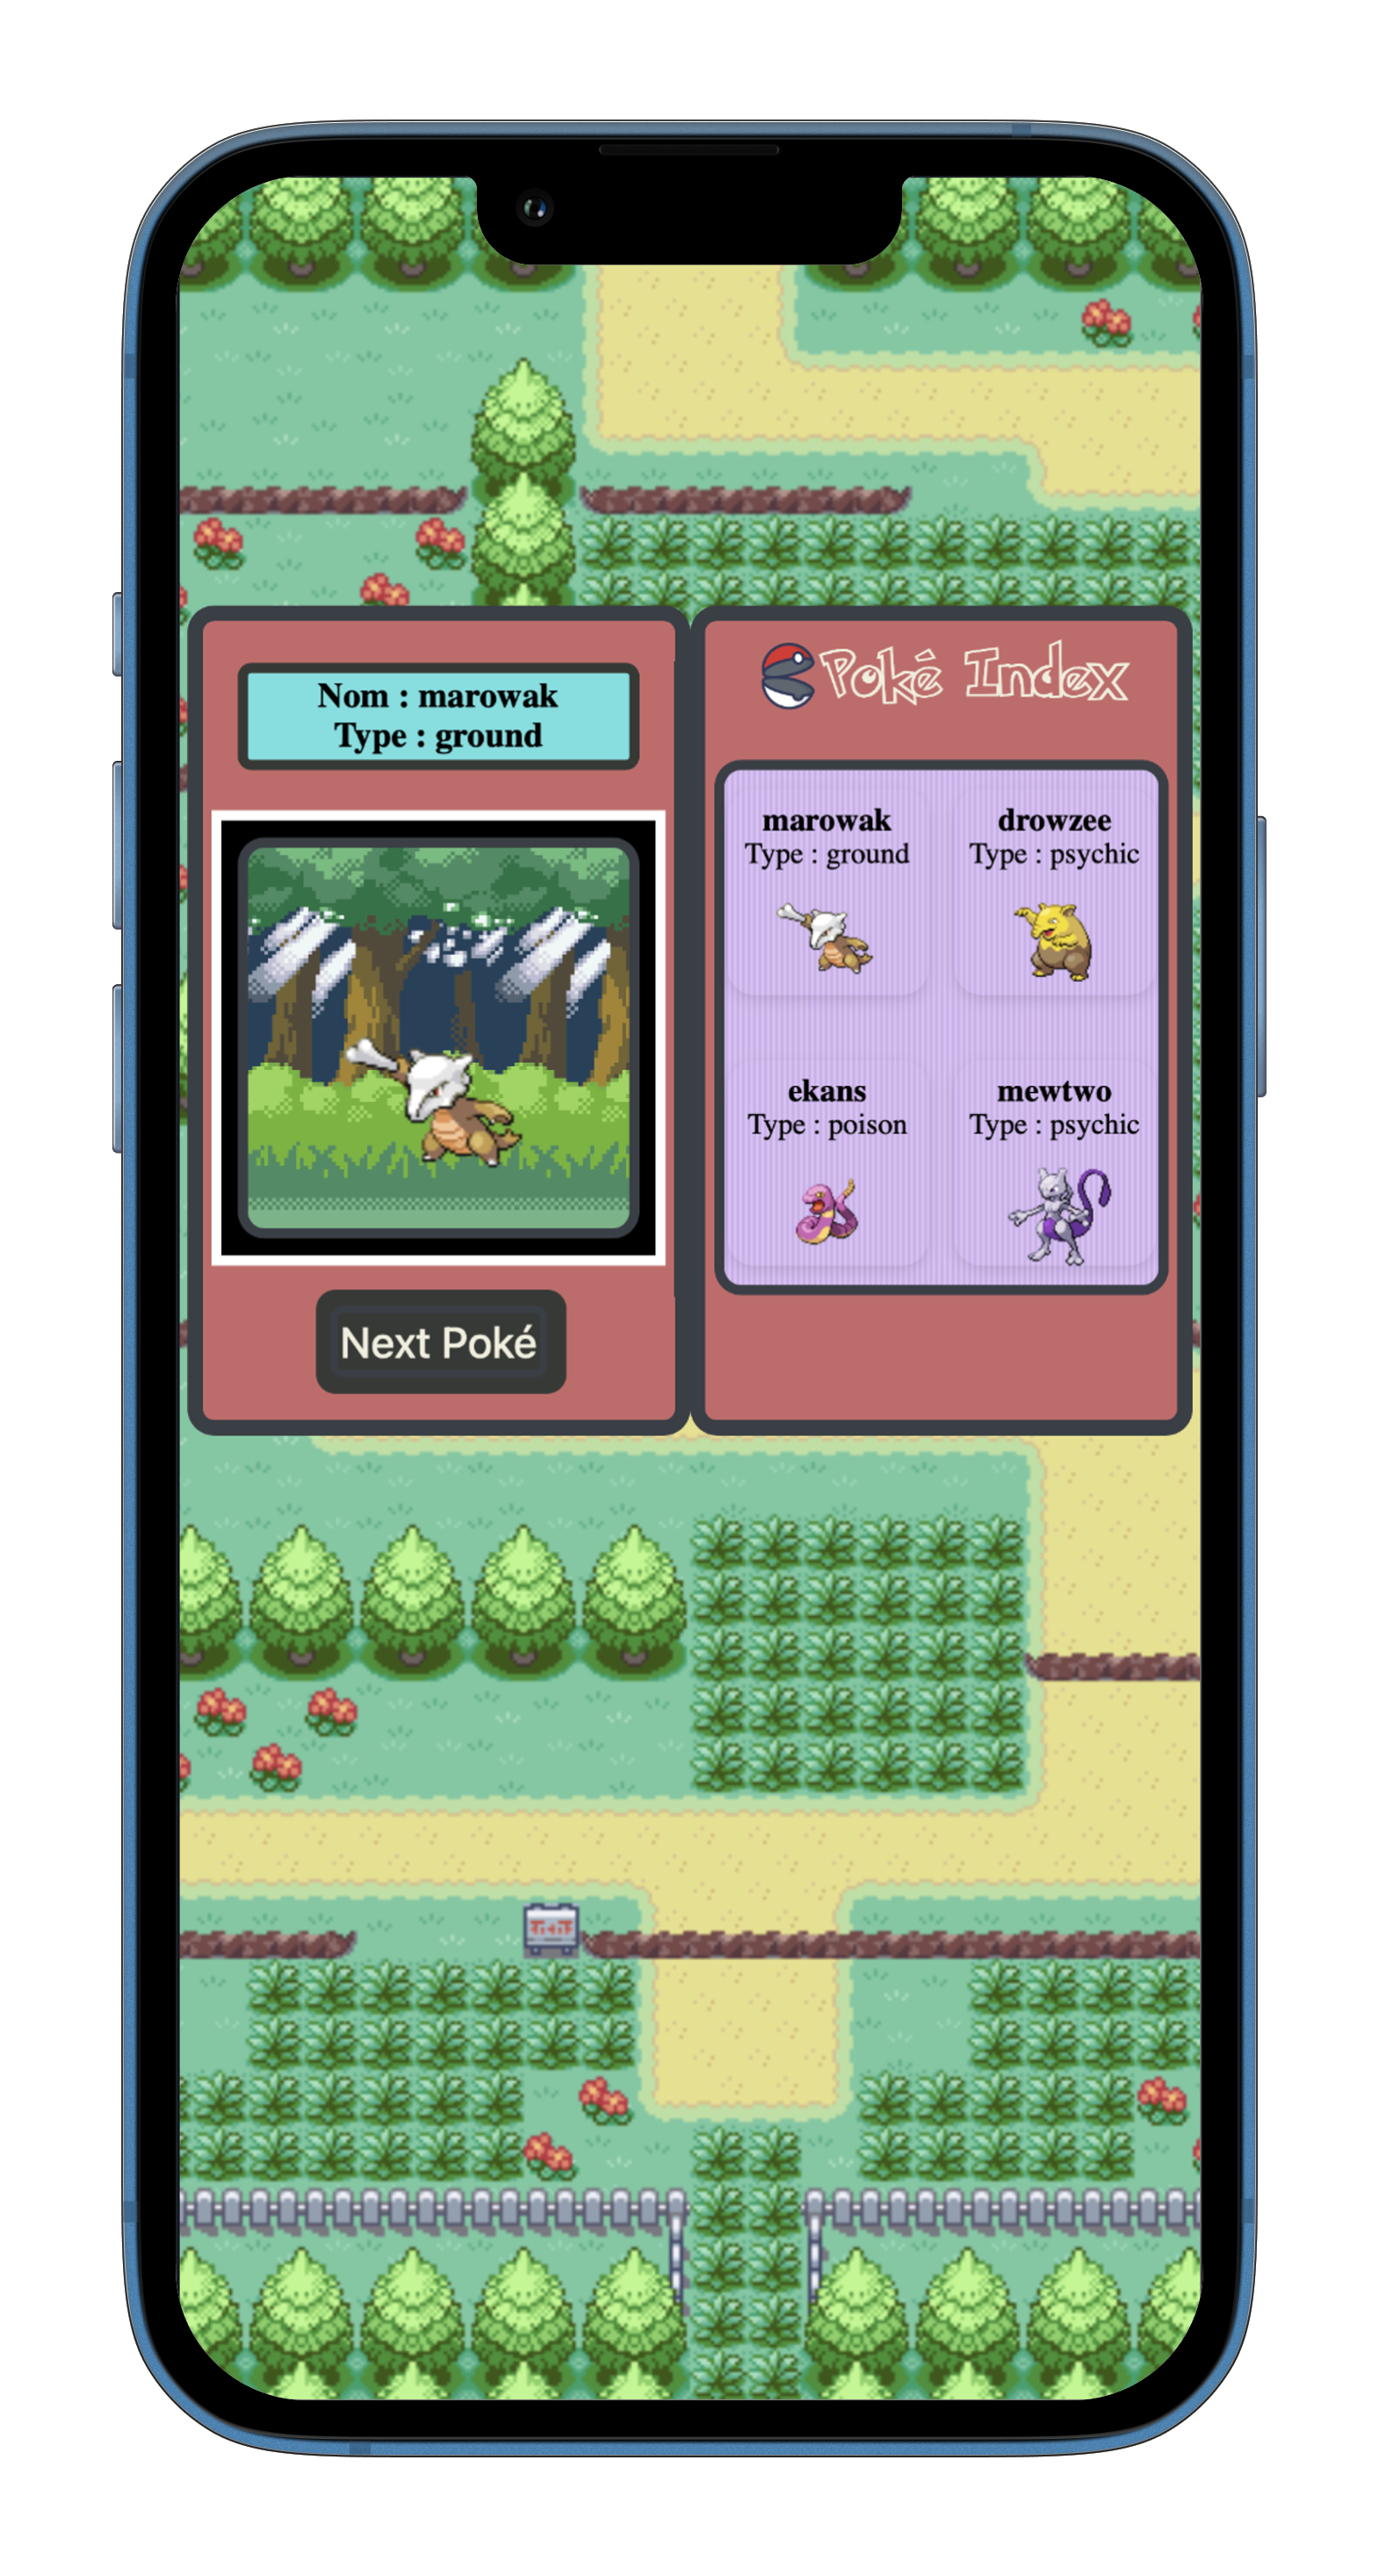 Nom : marowak
Type : ground
Next Poké
Poké Index
marowak
Type : ground
drowzee
Type : psychic
ekans
Type : poison
mewtwo
Type : psychic